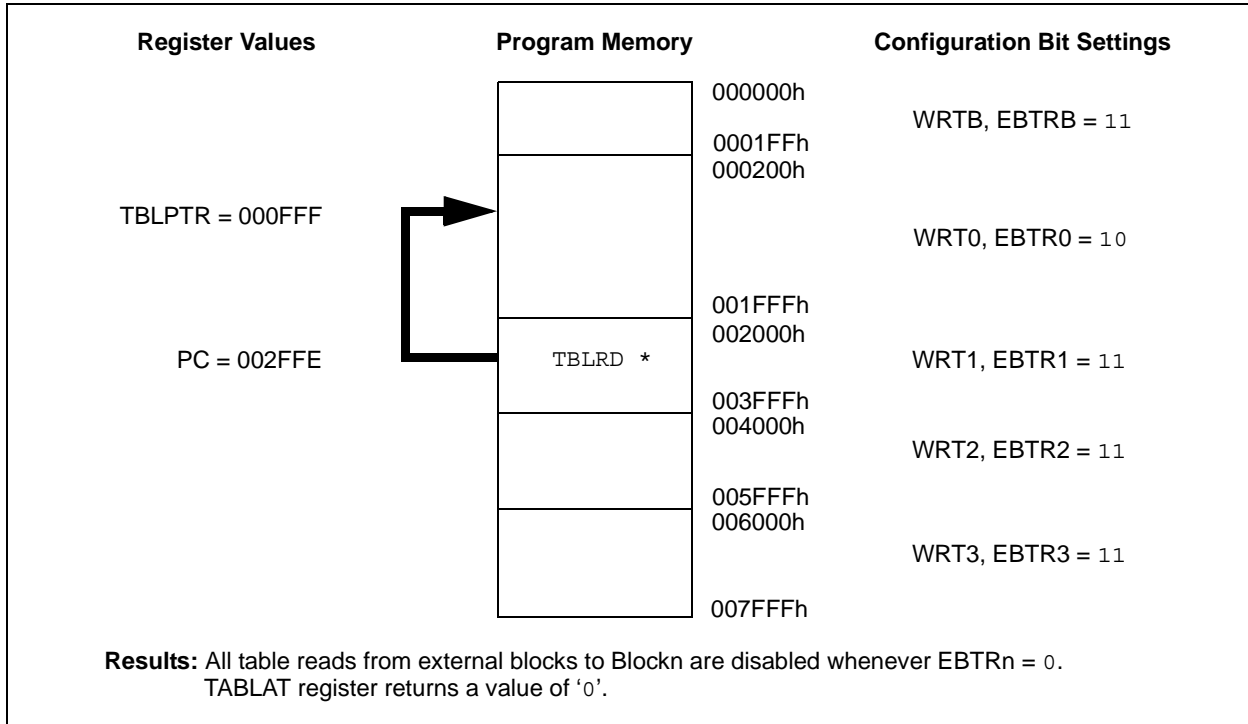 Register Values Program Memory Configuration Bit Settings
000000h
WRTB, EBTRB = 11
0001FFh
000200h
TBLPTR = 000FFF
WRT0, EBTR0 = 10
001FFFh
002000h
PC = 002FFE TBLRD * WRT1, EBTR1 = 11
003FFFh
004000h
WRT2, EBTR2 = 11
005FFFh
006000h
WRT3, EBTR3 = 11
007FFFh
Results: All table reads from external blocks to Blockn are disabled whenever EBTRn = 0.
TABLAT register returns a value of ‘0’.